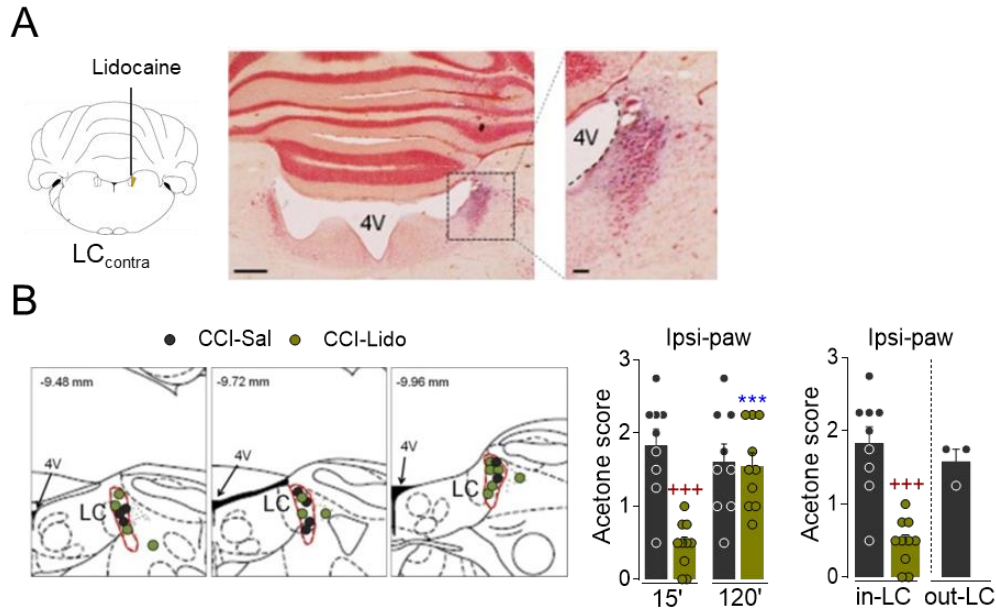 A
Lidocaine
LCcontra
4V
4V
B
CCI-Sal CCI-Lido
-9.48 mm
4V
LC
-9.72 mm
4V
LC
-9.96 mm
4V
LC
Ipsi-paw
Acetone score
3
2
1
0
+++
***
15' 120'
Ipsi-paw
Acetone score
3
2
1
0
+++
in-LC out-LC